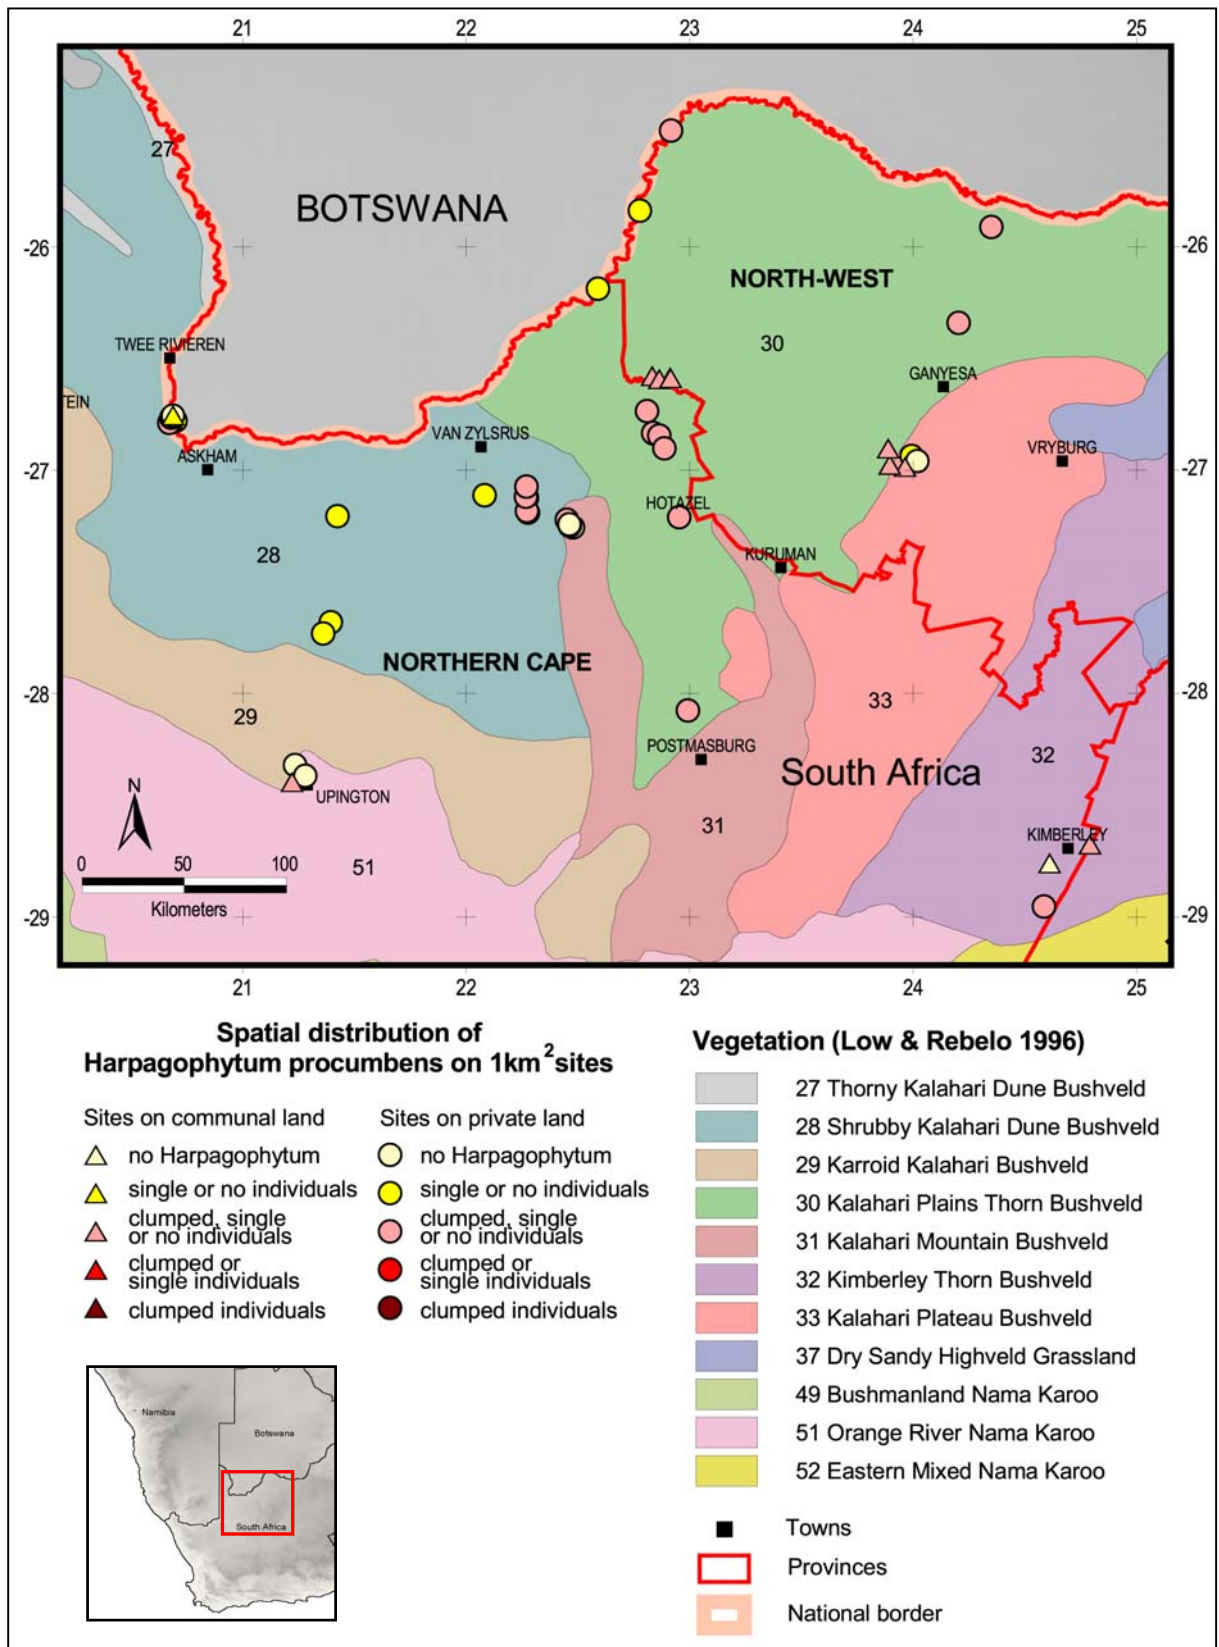 21 22 23 24 25
27
BOTSWANA
-26 -26
NORTH-WEST
30
TWEE RIVIEREN
GANYESA
TEIN
VAN ZYLSRUS
VRYBURG
ASKHAM
-27 -27
HOTAZEL
28
KURUMAN
NORTHERN CAPE
-28 -28
33
29
POSTMASBURG
32
South Africa
N
UPINGTON
31
KIMBERLEY
0 50 100
51
Kilometers
-29 -29
21 22 23 24 25
Spatial distribution of
Harpagophytum procumbens on 1km2 sites
Sites on communal land
no Harpagophytum
single or no individuals
clumped, single
or no individuals
clumped or
single individuals
clumped individuals
Sites on private land
no Harpagophytum
single or no individuals
clumped, single
or no individuals
clumped or
single individuals
clumped individuals
Vegetation (Low & Rebelo 1996)
27 Thorny Kalahari Dune Bushveld
28 Shrubby Kalahari Dune Bushveld
29 Karroid Kalahari Bushveld
30 Kalahari Plains Thorn Bushveld
31 Kalahari Mountain Bushveld
32 Kimberley Thorn Bushveld
33 Kalahari Plateau Bushveld
37 Dry Sandy Highveld Grassland
49 Bushmanland Nama Karoo
51 Orange River Nama Karoo
52 Eastern Mixed Nama Karoo
Towns
Provinces
National border
Namibia
Botswana
South Africa